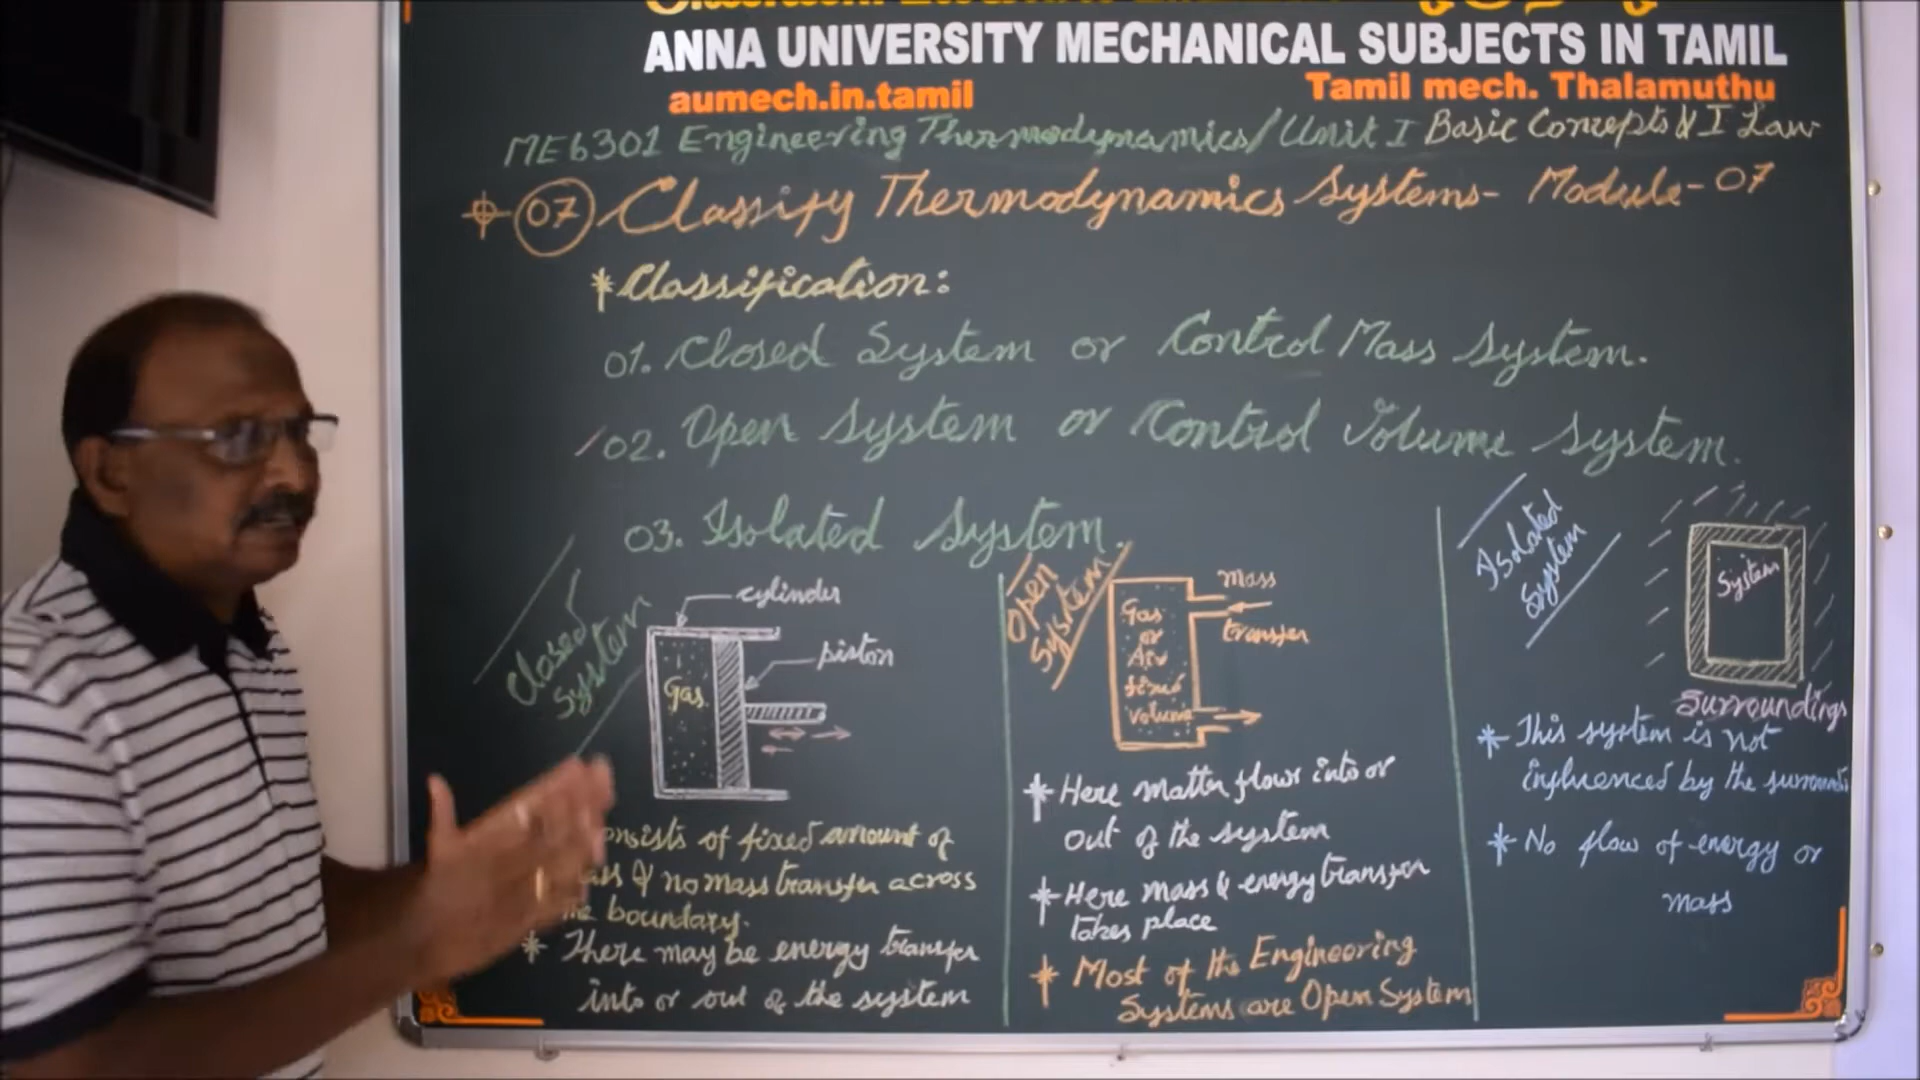 ANNA UNIVERSITY MECHANICAL SUBJECTS IN TAMIL
aumech.in.tamil
Tamil mech. Thalamuthu
ME6301 Engineering Thermodynamics/Unit I Basic Concepts & I Law
07 Classify Thermodynamics Systems- Module-07
*Classification:
01. Closed System or Control Mass System.
02. Open System or Control Volume System.
03. Isolated System.
Closed
System
cylinder
piston
Gas
onsists of fixed amount of
ass & no mass transfer across
boundary.
* There may be energy transfer
into or out of the system
Open
System
mass
transfer
Gas
or
Air
volume
* Here matter flows into or
out of the system
* Here mass & energy transfer
takes place
* Most of the Engineering
Systems are Open System
Isolated
System
System
Surroundings
* This system is not
influenced by the
* No flow of energy or
mass